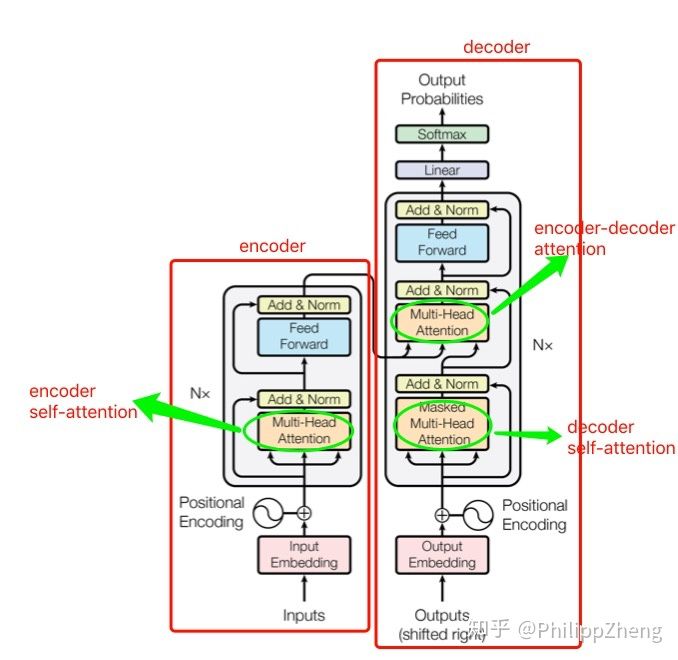 decoder
Output
Probabilities
Softmax
Linear
Add & Norm
Feed
Forward
encoder-decoder
attention
Add & Norm
Multi-Head
Attention
Nx
Add & Norm
Masked
Multi-Head
Attention
decoder
self-attention
Positional
Encoding
Output
Embedding
Outputs
(shifted right)
encoder
Add & Norm
Feed
Forward
Nx
Add & Norm
Multi-Head
Attention
encoder
self-attention
Positional
Encoding
Input
Embedding
Inputs
知乎 @PhilippZheng